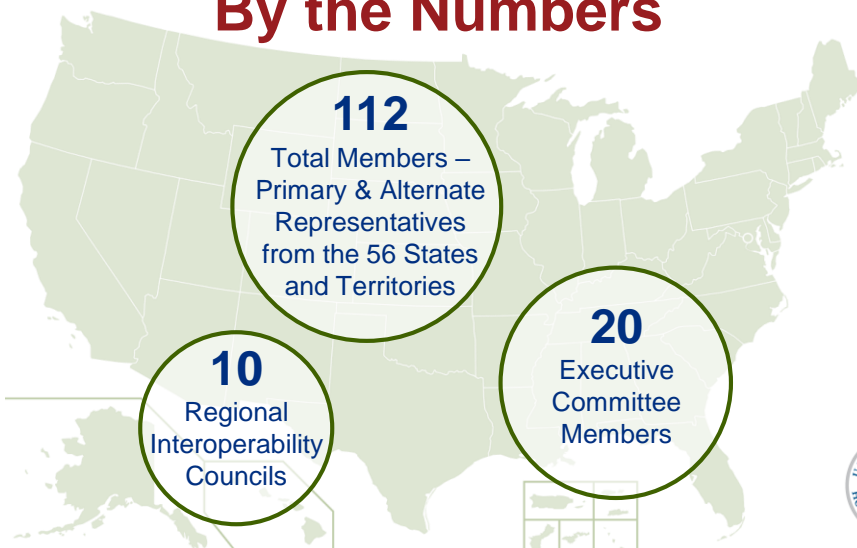 By the Numbers
112
Total Members –
Primary & Alternate
Representatives
from the 56 States
and Territories
20
Executive
Committee
Members
10
Regional
Interoperability
Councils